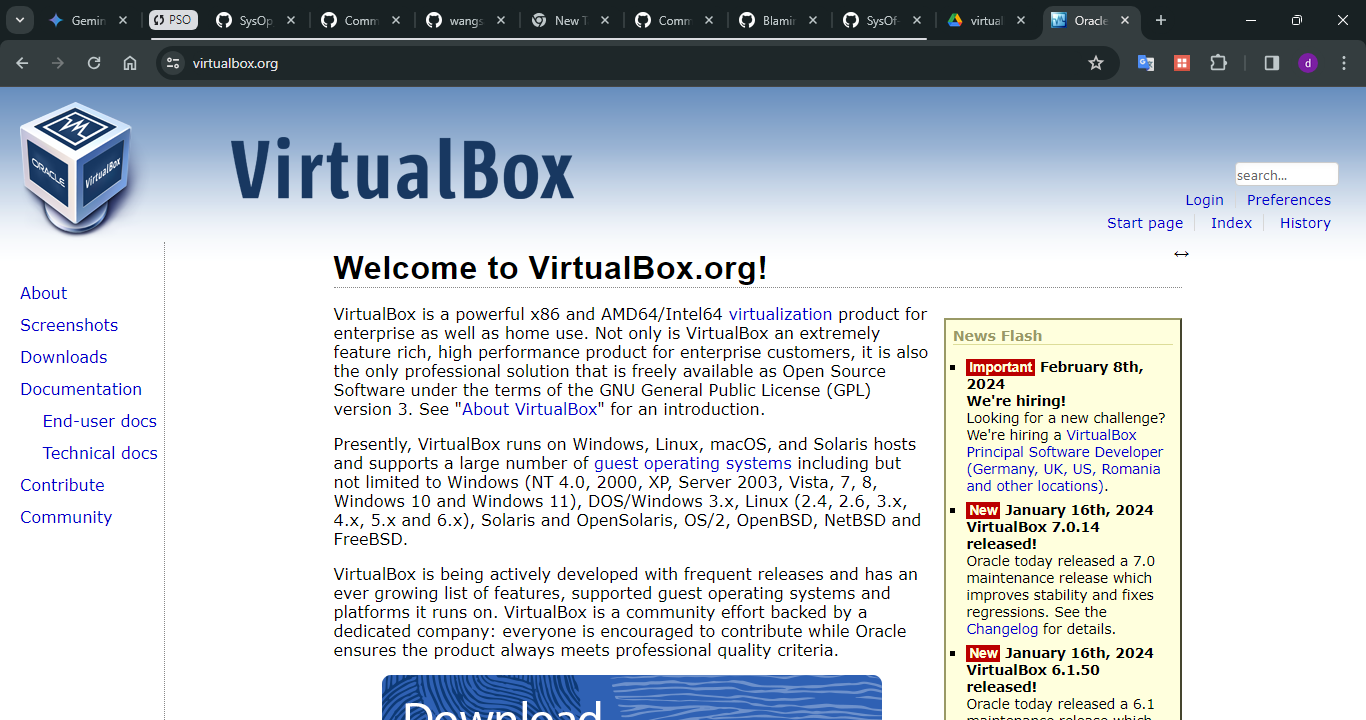 Gemin
PSO
SysOp
Comm
wangs
New T
Comm
Blamin
SysOf-
virtual
Oracle
virtualbox.org
d
ORACLE
VirtualBox
VirtualBox
search...
Login
Preferences
Start page
Index
History
About
Screenshots
Downloads
Documentation
End-user docs
Technical docs
Contribute
Community
Welcome to VirtualBox.org!
VirtualBox is a powerful x86 and AMD64/Intel64 virtualization product for
enterprise as well as home use. Not only is VirtualBox an extremely
feature rich, high performance product for enterprise customers, it is also
the only professional solution that is freely available as Open Source
Software under the terms of the GNU General Public License (GPL)
version 3. See "About VirtualBox" for an introduction.
Presently, VirtualBox runs on Windows, Linux, macOS, and Solaris hosts
and supports a large number of guest operating systems including but
not limited to Windows (NT 4.0, 2000, XP, Server 2003, Vista, 7, 8,
Windows 10 and Windows 11), DOS/Windows 3.x, Linux (2.4, 2.6, 3.x,
4.x, 5.x and 6.x), Solaris and OpenSolaris, OS/2, OpenBSD, NetBSD and
FreeBSD.
VirtualBox is being actively developed with frequent releases and has an
ever growing list of features, supported guest operating systems and
platforms it runs on. VirtualBox is a community effort backed by a
dedicated company: everyone is encouraged to contribute while Oracle
ensures the product always meets professional quality criteria.
Download
News Flash
Important February 8th,
2024
We're hiring!
Looking for a new challenge?
We're hiring a VirtualBox
Principal Software Developer
(Germany, UK, US, Romania
and other locations).
New January 16th, 2024
VirtualBox 7.0.14
released!
Oracle today released a 7.0
maintenance release which
improves stability and fixes
regressions. See the
Changelog for details.
New January 16th, 2024
VirtualBox 6.1.50
released!
Oracle today released a 6.1
maintenance release which